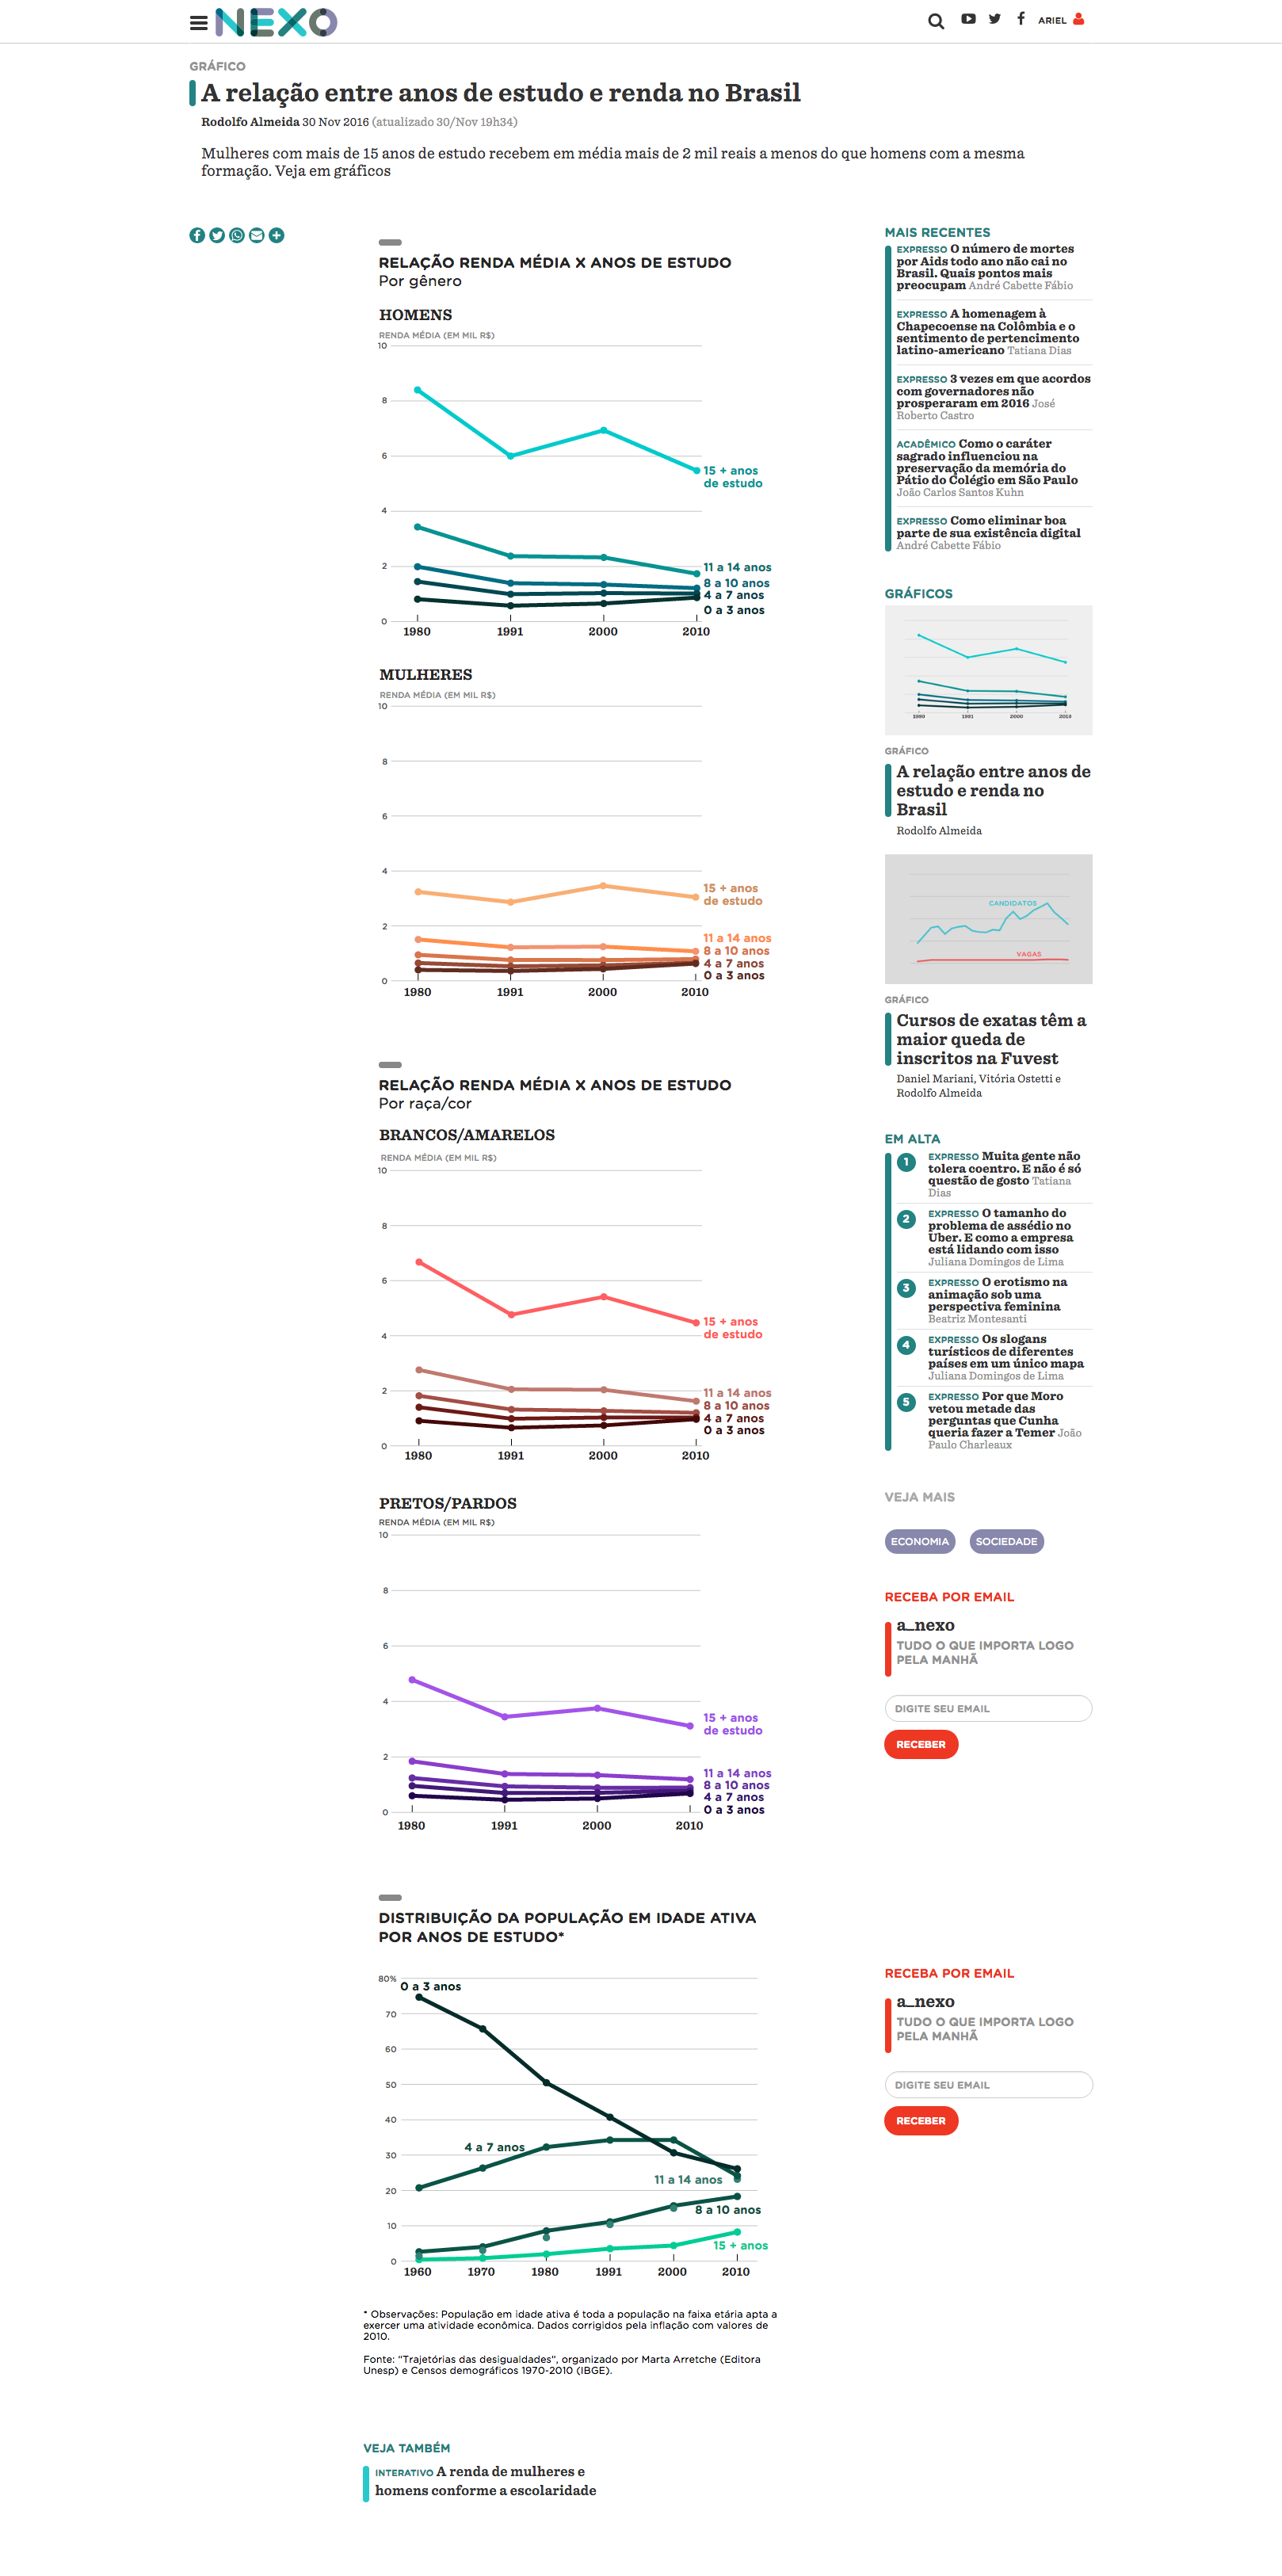 NEXO
ARIEL
GRÁFICO
A relação entre anos de estudo e renda no Brasil
Rodolfo Almeida 30 Nov 2016 (atualizado 30/Nov 19h34)
Mulheres com mais de 15 anos de estudo recebem em média mais de 2 mil reais a menos do que homens com a mesma
formação. Veja em gráficos
RELAÇÃO RENDA MÉDIA X ANOS DE ESTUDO
Por gênero
HOMENS
RENDA MÉDIA (EM MIL R$)
10
8
6
15 + anos
de estudo
4
2
11 a 14 anos
8 a 10 anos
4 a 7 anos
0 a 3 anos
0
1980 1991 2000 2010
MULHERES
RENDA MÉDIA (EM MIL R$)
10
8
6
4
15 + anos
de estudo
2
11 a 14 anos
8 a 10 anos
4 a 7 anos
0 a 3 anos
0
1980 1991 2000 2010
RELAÇÃO RENDA MÉDIA X ANOS DE ESTUDO
Por raça/cor
BRANCOS/AMARELOS
RENDA MÉDIA (EM MIL R$)
10
8
6
15 + anos
de estudo
4
2
11 a 14 anos
8 a 10 anos
4 a 7 anos
0 a 3 anos
0
1980 1991 2000 2010
PRETOS/PARDOS
RENDA MÉDIA (EM MIL R$)
10
8
6
4
15 + anos
de estudo
2
11 a 14 anos
8 a 10 anos
4 a 7 anos
0 a 3 anos
0
1980 1991 2000 2010
DISTRIBUIÇÃO DA POPULAÇÃO EM IDADE ATIVA
POR ANOS DE ESTUDO*
80%
0 a 3 anos
70
60
50
40
4 a 7 anos
30
11 a 14 anos
20
8 a 10 anos
10
15 + anos
0
1960 1970 1980 1991 2000 2010
* Observações: População em idade ativa é toda a população na faixa etária apta a
exercer uma atividade econômica. Dados corrigidos pela inflação com valores de
2010.
Fonte: "Trajetórias das desigualdades", organizado por Marta Arretche (Editora
Unesp) e Censos demográficos 1970-2010 (IBGE).
VEJA TAMBÉM
INTERATIVO A renda de mulheres e
homens conforme a escolaridade
MAIS RECENTES
EXPRESSO O número de mortes
por Aids todo ano não cai no
Brasil. Quais pontos mais
preocupam André Cabette Fábio
EXPRESSO A homenagem à
Chapecoense na Colômbia e o
sentimento de pertencimento
latino-americano Tatiana Dias
EXPRESSO 3 vezes em que acordos
com governadores não
prosperaram em 2016 José
Roberto Castro
ACADÊMICO Como o caráter
sagrado influenciou na
preservação da memória do
Pátio do Colégio em São Paulo
João Carlos Santos Kuhn
EXPRESSO Como eliminar boa
parte de sua existência digital
André Cabette Fábio
GRÁFICOS
1980 1991 2000 2010
GRÁFICO
A relação entre anos de
estudo e renda no
Brasil
Rodolfo Almeida
CANDIDATOS
VAGAS
GRÁFICO
Cursos de exatas têm a
maior queda de
inscritos na Fuvest
Daniel Mariani, Vitória Ostetti e
Rodolfo Almeida
EM ALTA
1 EXPRESSO Muita gente não
tolera coentro. E não é só
questão de gosto Tatiana
Dias
2 EXPRESSO O tamanho do
problema de assédio no
Uber. E como a empresa
está lidando com isso
Juliana Domingos de Lima
3 EXPRESSO O erotismo na
animação sob uma
perspectiva feminina
Beatriz Montesanti
4 EXPRESSO Os slogans
turísticos de diferentes
países em um único mapa
Juliana Domingos de Lima
5 EXPRESSO Por que Moro
vetou metade das
perguntas que Cunha
queria fazer a Temer João
Paulo Charleaux
VEJA MAIS
ECONOMIA SOCIEDADE
RECEBA POR EMAIL
a_nexo
TUDO O QUE IMPORTA LOGO
PELA MANHÃ
DIGITE SEU EMAIL
RECEBER
RECEBA POR EMAIL
a_nexo
TUDO O QUE IMPORTA LOGO
PELA MANHÃ
DIGITE SEU EMAIL
RECEBER